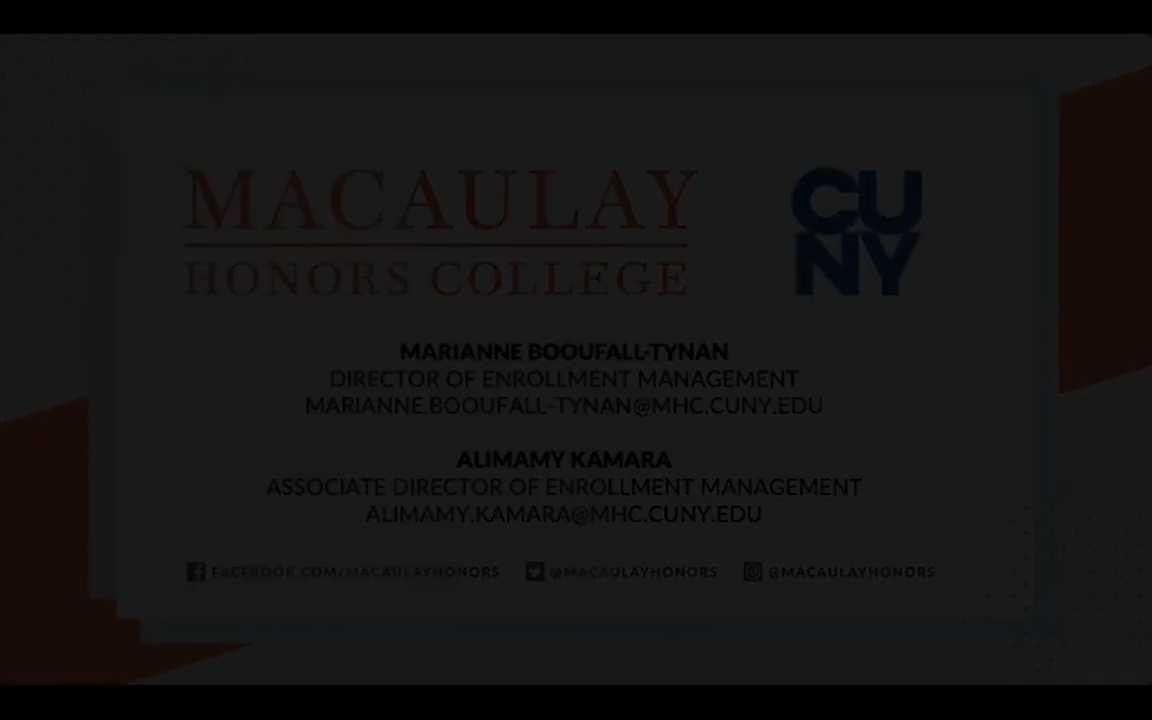 MACAULAY
HONORS COLLEGE
CU
NY
MARIANNE BOOUFALL-TYNAN
DIRECTOR OF ENROLLMENT MANAGEMENT
MARIANNE.BOOUFALL-TYNAN@MHC.CUNY.EDU
ALIMAMY KAMARA
ASSOCIATE DIRECTOR OF ENROLLMENT MANAGEMENT
ALIMAMY.KAMARA@MHC.CUNY.EDU
FACEBOOK.COM/MACAULAYHONORS @MACAULAYHONORS @MACAULAYHONORS